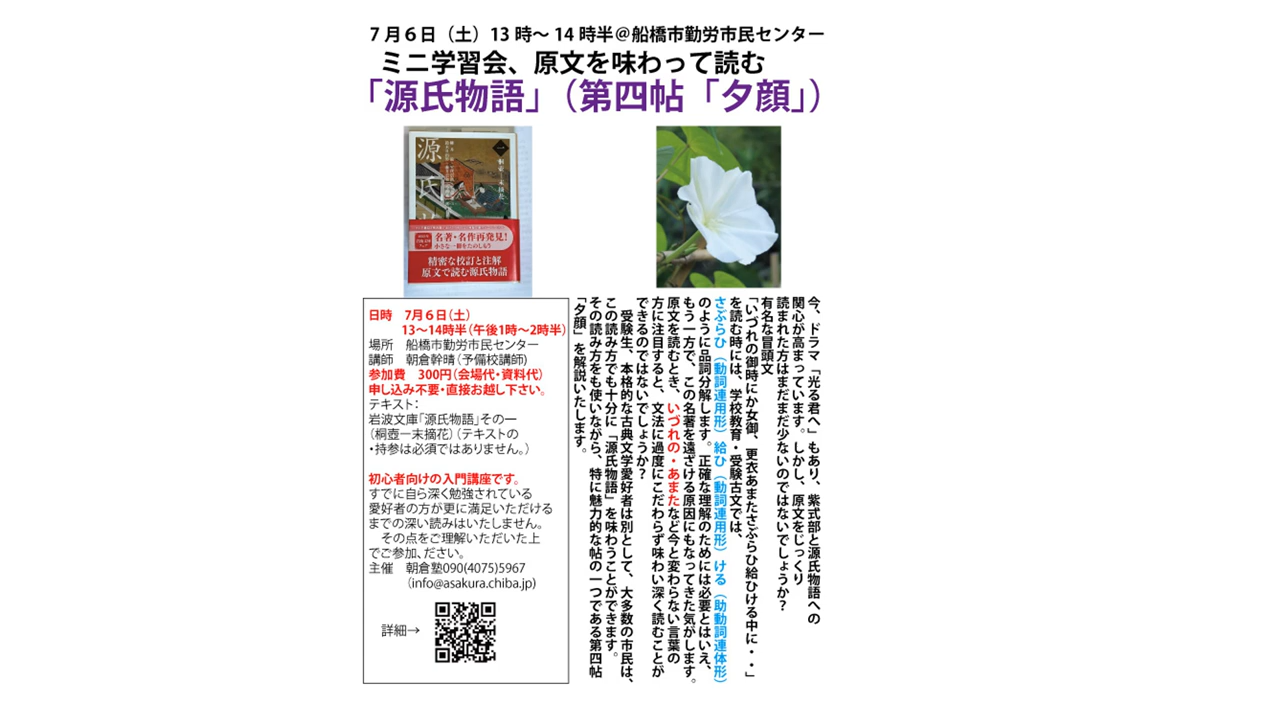 7月6日（土）13時～14時半＠船橋市勤労市民センター
ミニ学習会、原文を味わって読む
「源氏物語」（第四帖「夕顔」）
源氏物
一
桐壺―末摘花
名著・名作再発見！
小さな一冊をたのしもう
精密な校訂と注解
原文で読む源氏物語
今、ドラマ「光る君へ」もあり、紫式部と源氏物語への
関心が高まっています。しかし、原文をじっくり
読まれた方はまだまだ少ないのではないでしょうか？
有名な冒頭文
「いづれの御時にか女御、更衣あまたさぶらひ給ひける中に・・」
を読む時には、学校教育・受験古文では、
さぶらひ（動詞連用形）給ひ（動詞連用形）ける（助動詞連体形）
のように品詞分解します。正確な理解のためには必要とはいえ、
もう一方で、この名著を遠ざける原因にもなってきた気がします。
原文を読むとき、いづれの・あまたなど今と変わらない言葉の
方に注目すると、文法に過度にこだわらず味わい深く読むことが
できるのではないでしょうか？
受験生、本格的な古典文学愛好者は別として、大多数の市民は、
この読み方でも十分に「源氏物語」を味わうことができます。
その読み方をも使いながら、特に魅力的な帖の一つである第四帖
「夕顔」を解説いたします。
日時　7月6日（土）
13～14時半（午後1時～2時半）
場所　船橋市勤労市民センター
講師　朝倉幹晴（予備校講師）
参加費　300円（会場代・資料代）
申し込み不要・直接お越し下さい。
テキスト：
岩波文庫「源氏物語」その一
（桐壺―末摘花）（テキストの
・持参は必須ではありません。）
初心者向けの入門講座です。
すでに自ら深く勉強されている
愛好者の方が更に満足いただける
までの深い読みはいたしません。
その点をご理解いただいた上
でご参加、ださい。
主催　朝倉塾090(4075)5967
（info@asakura.chiba.jp）
詳細→